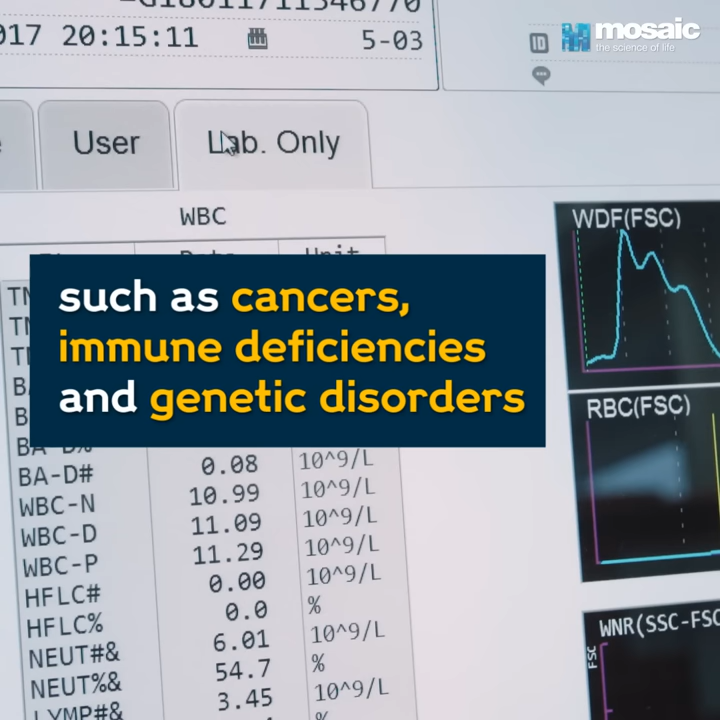 017 20:15:11 5-03
ID
mosaic
the science of life
User
Lab. Only
WBC
Data Unit
WDF(FSC)
such as cancers,
immune deficiencies
and genetic disorders
RBC(FSC)
BA-D#
WBC-N
WBC-D
WBC-P
HFLC#
HFLC%
NEUT#&
NEUT%&
LYMP#&
0.08 10^9/L
10.99 10^9/L
11.09 10^9/L
11.29 10^9/L
0.00 10^9/L
0.0 %
6.01 10^9/L
54.7 %
3.45 10^9/L
WNR(SSC-FSC
FSC